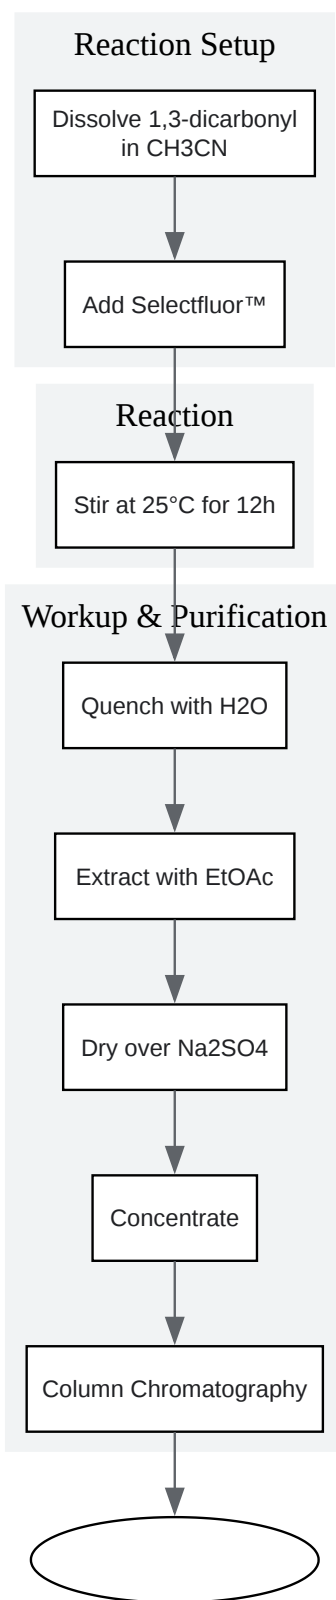 Reaction Setup
Dissolve 1,3-dicarbonyl
in CH3CN
Add Selectfluor™
Reaction
Stir at 25°C for 12h
Workup & Purification
Quench with H2O
Extract with EtOAc
Dry over Na2SO4
Concentrate
Column Chromatography